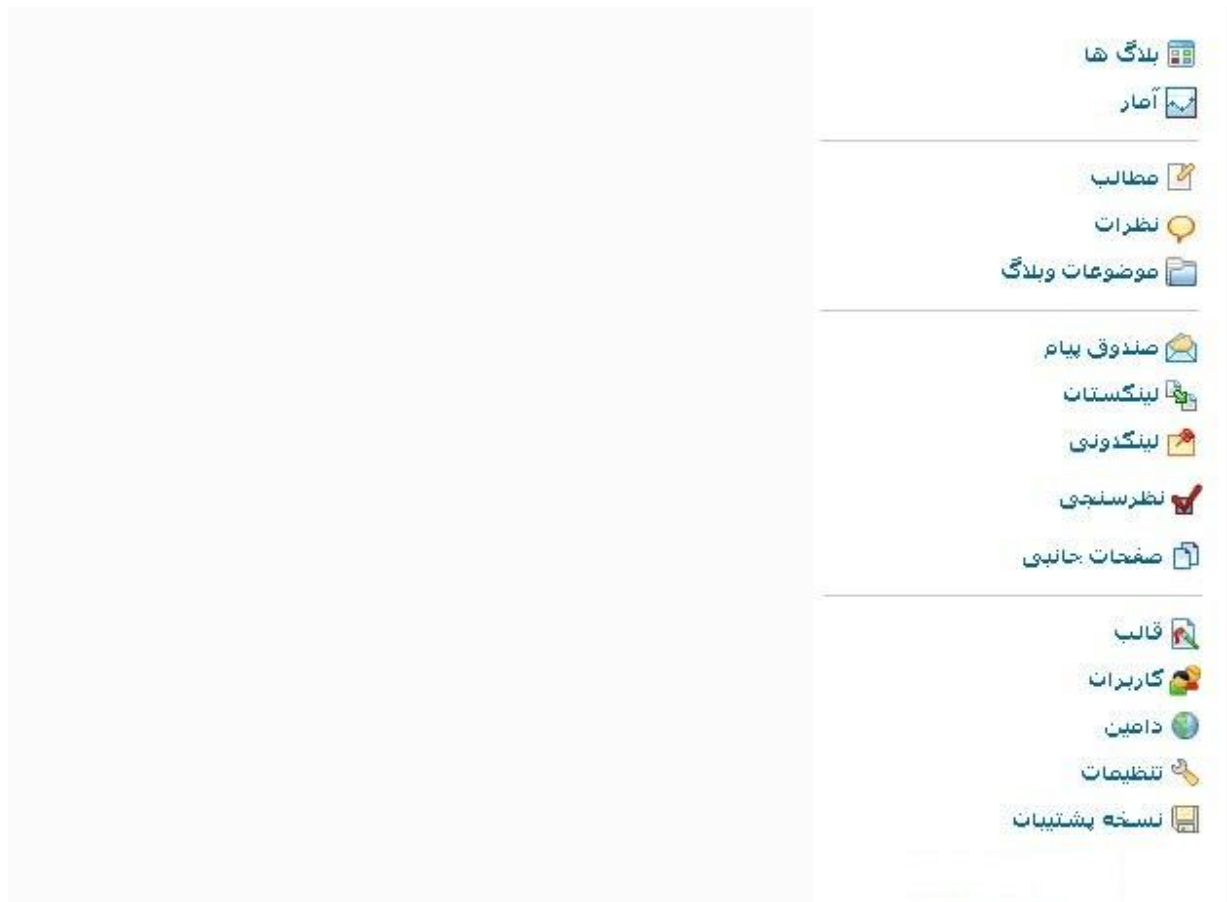 بلاگ ها
آمار
مطالب
نظرات
موضوعات وبلاگ
صندوق پیام
لینکستان
لینکدونی
نظرسنجی
صفحات جانبی
قالب
کاربران
دامین
تنظیمات
نسخه پشتیبان